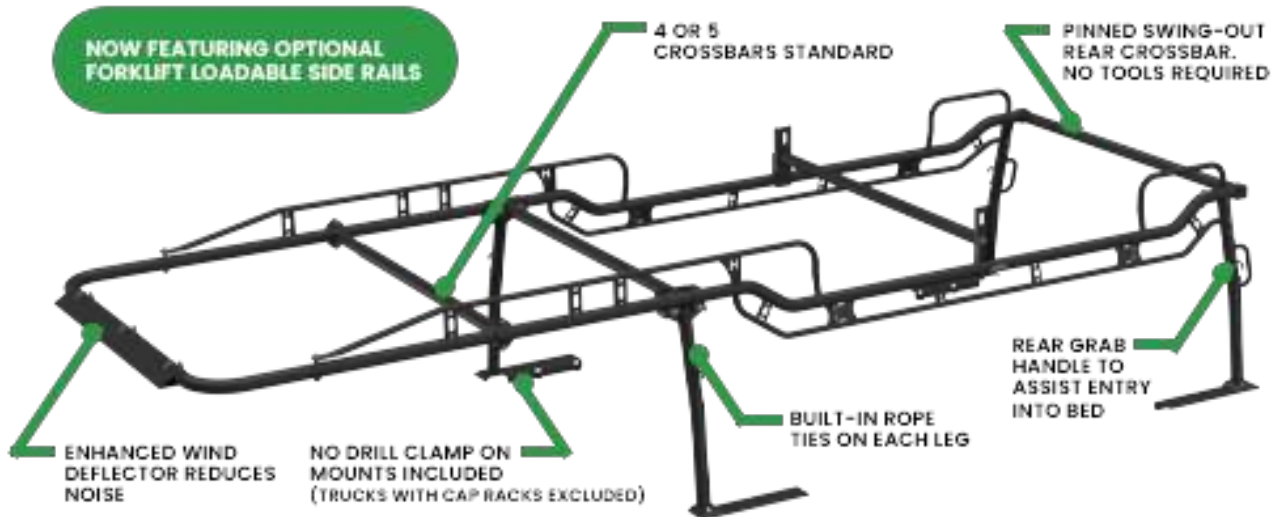 NOW FEATURING OPTIONAL
FORKLIFT LOADABLE SIDE RAILS
4 OR 5
CROSSBARS STANDARD
PINNED SWING-OUT
REAR CROSSBAR.
NO TOOLS REQUIRED
REAR GRAB
HANDLE TO
ASSIST ENTRY
INTO BED
BUILT-IN ROPE
TIES ON EACH LEG
NO DRILL CLAMP ON
MOUNTS INCLUDED
(TRUCKS WITH CAP RACKS EXCLUDED)
ENHANCED WIND
DEFLECTOR REDUCES
NOISE